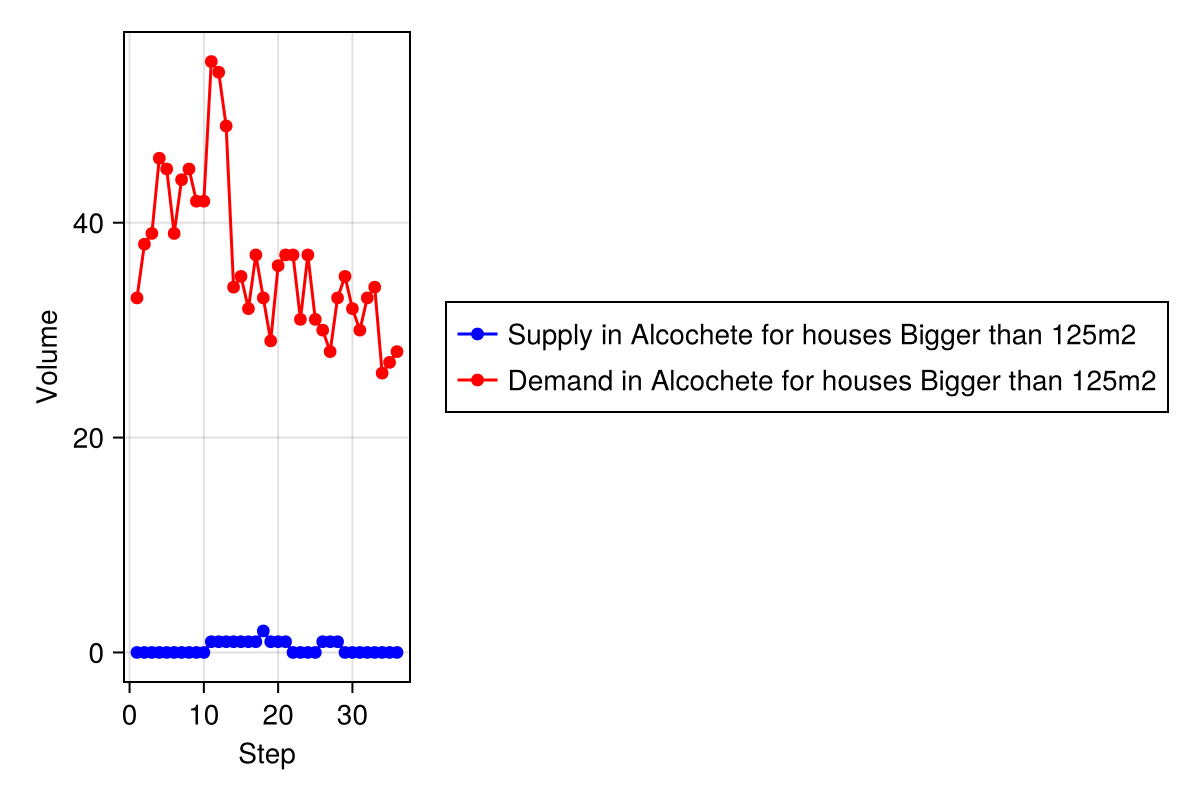 Volume
40
20
0
0 10 20 30
Step
Supply in Alcochete for houses Bigger than 125m2
Demand in Alcochete for houses Bigger than 125m2